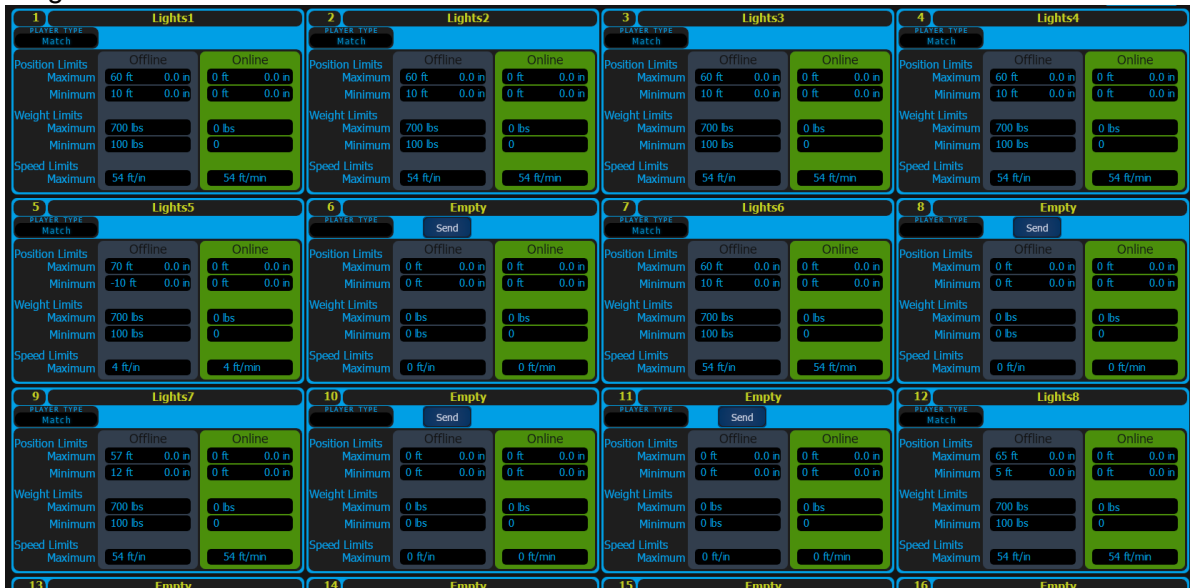 1 Lights1 2 Lights2 3 Lights3 4 Lights4
PLAYER TYPE PLAYER TYPE PLAYER TYPE PLAYER TYPE
Match Match Match Match
Offline Online Offline Online Offline Online Offline Online
Position Limits Position Limits Position Limits Position Limits
Maximum 60 ft 0.0 in 0 ft 0.0 in Maximum 60 ft 0.0 in 0 ft 0.0 in Maximum 60 ft 0.0 in 0 ft 0.0 in Maximum 60 ft 0.0 in 0 ft 0.0 in
Minimum 10 ft 0.0 in 0 ft 0.0 in Minimum 10 ft 0.0 in 0 ft 0.0 in Minimum 10 ft 0.0 in 0 ft 0.0 in Minimum 10 ft 0.0 in 0 ft 0.0 in
Weight Limits Weight Limits Weight Limits Weight Limits
Maximum 700 lbs 0 lbs Maximum 700 lbs 0 lbs Maximum 700 lbs 0 lbs Maximum 700 lbs 0 lbs
Minimum 100 lbs 0 Minimum 100 lbs 0 Minimum 100 lbs 0 Minimum 100 lbs 0
Speed Limits Speed Limits Speed Limits Speed Limits
Maximum 54 ft/in 54 ft/min Maximum 54 ft/in 54 ft/min Maximum 54 ft/in 54 ft/min Maximum 54 ft/in 54 ft/min
5 Lights5 6 Empty 7 Lights6 8 Empty
PLAYER TYPE PLAYER TYPE PLAYER TYPE PLAYER TYPE
Match Send Match Send
Offline Online Offline Online Offline Online Offline Online
Position Limits Position Limits Position Limits Position Limits
Maximum 70 ft 0.0 in 0 ft 0.0 in Maximum 0 ft 0.0 in 0 ft 0.0 in Maximum 60 ft 0.0 in 0 ft 0.0 in Maximum 0 ft 0.0 in 0 ft 0.0 in
Minimum -10 ft 0.0 in 0 ft 0.0 in Minimum 0 ft 0.0 in 0 ft 0.0 in Minimum 10 ft 0.0 in 0 ft 0.0 in Minimum 0 ft 0.0 in 0 ft 0.0 in
Weight Limits Weight Limits Weight Limits Weight Limits
Maximum 700 lbs 0 lbs Maximum 0 lbs 0 lbs Maximum 700 lbs 0 lbs Maximum 0 lbs 0 lbs
Minimum 100 lbs 0 Minimum 0 lbs 0 Minimum 100 lbs 0 Minimum 0 lbs 0
Speed Limits Speed Limits Speed Limits Speed Limits
Maximum 4 ft/in 4 ft/min Maximum 0 ft/in 0 ft/min Maximum 54 ft/in 54 ft/min Maximum 0 ft/in 0 ft/min
9 Lights7 10 Empty 11 Empty 12 Lights8
PLAYER TYPE PLAYER TYPE PLAYER TYPE PLAYER TYPE
Match Send Send Match
Offline Online Offline Online Offline Online Offline Online
Position Limits Position Limits Position Limits Position Limits
Maximum 57 ft 0.0 in 0 ft 0.0 in Maximum 0 ft 0.0 in 0 ft 0.0 in Maximum 0 ft 0.0 in 0 ft 0.0 in Maximum 65 ft 0.0 in 0 ft 0.0 in
Minimum 12 ft 0.0 in 0 ft 0.0 in Minimum 0 ft 0.0 in 0 ft 0.0 in Minimum 0 ft 0.0 in 0 ft 0.0 in Minimum 5 ft 0.0 in 0 ft 0.0 in
Weight Limits Weight Limits Weight Limits Weight Limits
Maximum 700 lbs 0 lbs Maximum 0 lbs 0 lbs Maximum 0 lbs 0 lbs Maximum 700 lbs 0 lbs
Minimum 100 lbs 0 Minimum 0 lbs 0 Minimum 0 lbs 0 Minimum 100 lbs 0
Speed Limits Speed Limits Speed Limits Speed Limits
Maximum 54 ft/in 54 ft/min Maximum 0 ft/in 0 ft/min Maximum 0 ft/in 0 ft/min Maximum 54 ft/in 54 ft/min
13 Empty 14 Empty 15 Empty 16 Empty